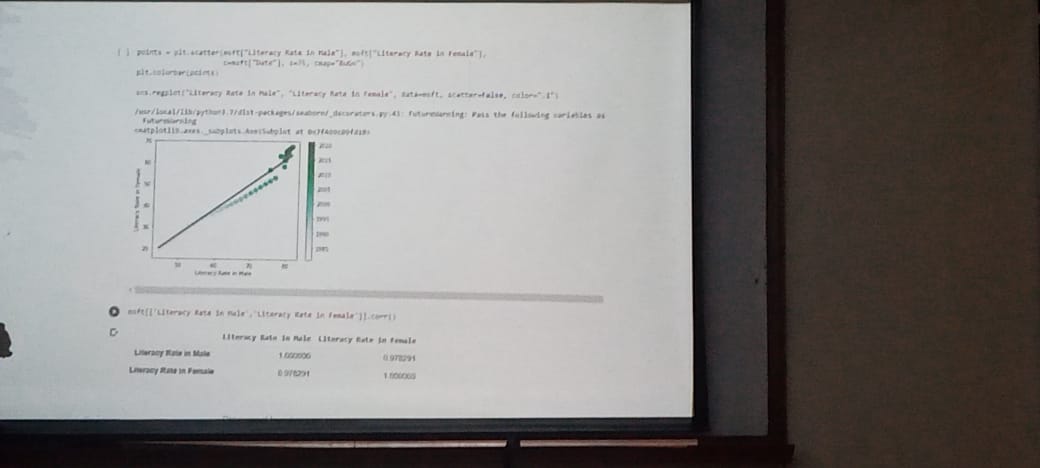 [ ] points = plt.scatter(msft["Literacy Rate in Male"], msft["Literacy Rate in Female"],
c=msft["Date"], s=75, cmap="BuGn")
plt.colorbar(points)
sns.regplot("Literacy Rate in Male", "Literacy Rate in Female", data=msft, scatter=False, color=".1")
/usr/local/lib/python3.7/dist-packages/seaborn/_decorators.py:43: FutureWarning: Pass the following variables as
FutureWarning
<matplotlib.axes._subplots.AxesSubplot at
70
60
50
40
30
20
Literacy Rate in Female
50 60 70 80
Literacy Rate in Male
2020
2015
2010
2005
2000
1995
1990
1985
msft[['Literacy Rate in Male','Literacy Rate in Female']].corr()
Literacy Rate in Male Literacy Rate in Female
Literacy Rate in Male 1.000000 0.978291
Literacy Rate in Female 0.978291 1.000000